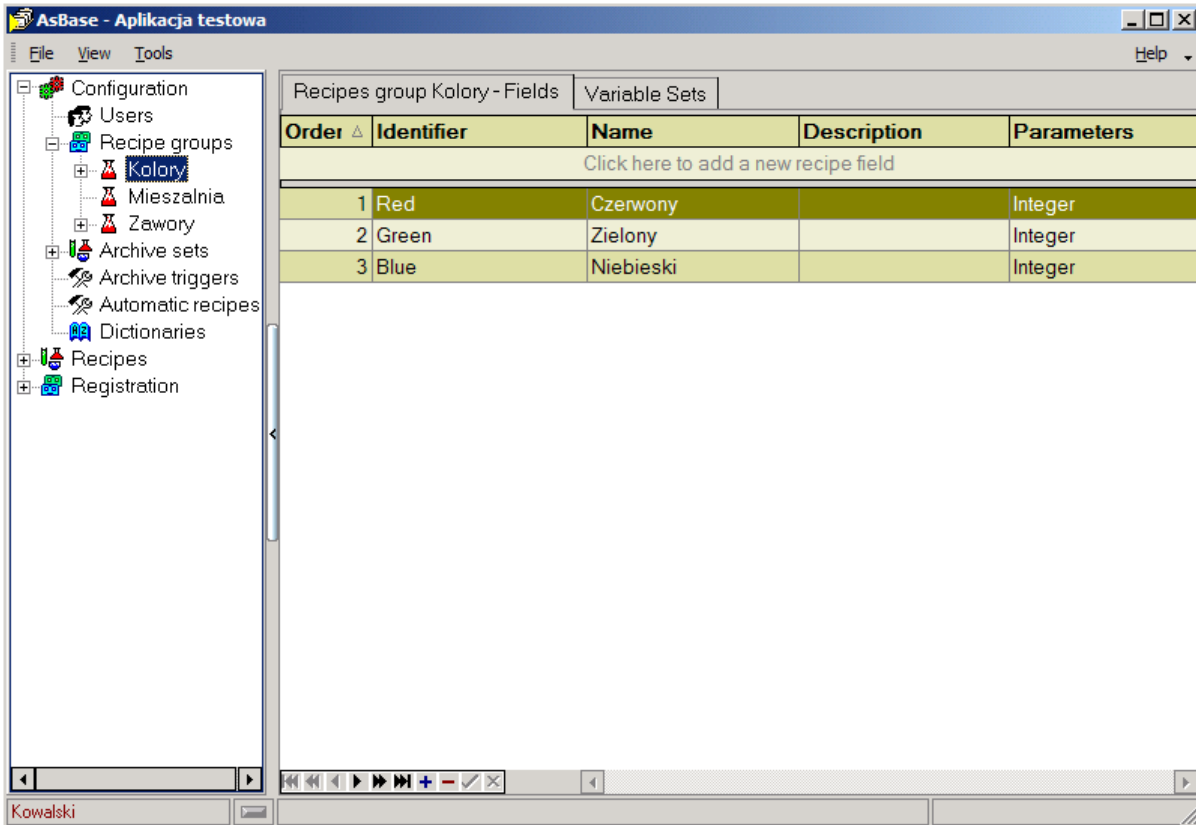 AsBase - Aplikacja testowa
File View Tools Help
Configuration
Users
Recipe groups
Kolory
Mieszalnia
Zawory
Archive sets
Archive triggers
Automatic recipes
Dictionaries
Recipes
Registration
Recipes group Kolory - Fields Variable Sets
Order Identifier Name Description Parameters
Click here to add a new recipe field
1 Red Czerwony Integer
2 Green Zielony Integer
3 Blue Niebieski Integer
Kowalski